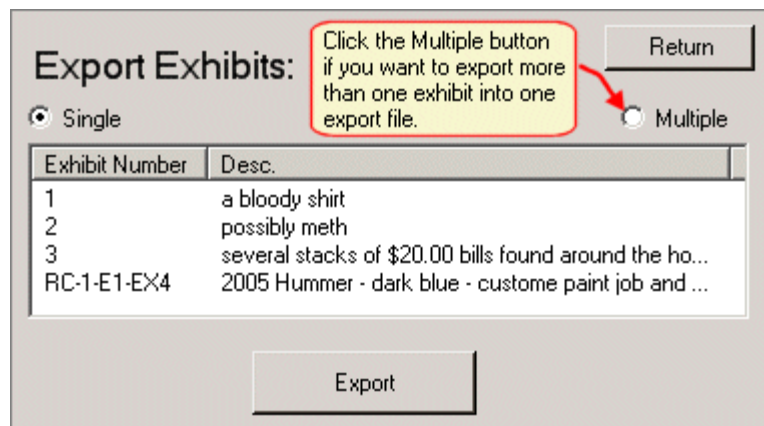 Export Exhibits:
Click the Multiple button
if you want to export more
than one exhibit into one
export file.
Return
Single
Multiple
Exhibit Number Desc.
1 a bloody shirt
2 possibly meth
3 several stacks of $20.00 bills found around the ho...
RC-1-E1-EX4 2005 Hummer - dark blue - custome paint job and ...
Export